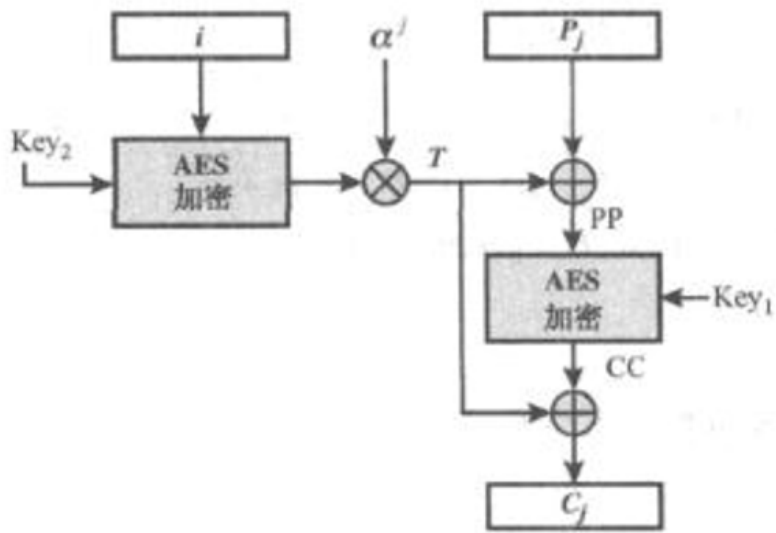 i
α^j
P_j
Key₂
AES
加密
T
PP
AES
加密
Key₁
CC
C_j